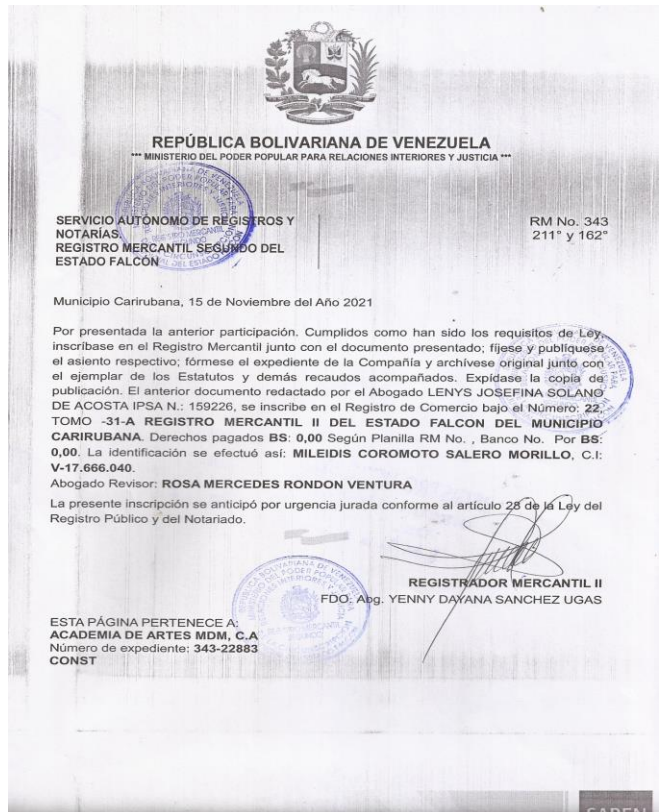 REPÚBLICA BOLIVARIANA DE VENEZUELA
*** MINISTERIO DEL PODER POPULAR PARA RELACIONES INTERIORES Y JUSTICIA ***
SERVICIO AUTÓNOMO DE REGISTROS Y
NOTARÍAS.
REGISTRO MERCANTIL SEGUNDO DEL
ESTADO FALCÓN
RM No. 343
211° y 162°
Municipio Carirubana, 15 de Noviembre del Año 2021
Por presentada la anterior participación. Cumplidos como han sido los requisitos de Ley,
inscríbase en el Registro Mercantil junto con el documento presentado; fíjese y publíquese
el asiento respectivo; fórmese el expediente de la Compañía y archívese original junto con
el ejemplar de los Estatutos y demás recaudos acompañados. Expídase la copia de
publicación. El anterior documento redactado por el Abogado LENYS JOSEFINA SOLANO
DE ACOSTA IPSA N.: 159226, se inscribe en el Registro de Comercio bajo el Número: 22,
TOMO -31-A REGISTRO MERCANTIL II DEL ESTADO FALCON DEL MUNICIPIO
CARIRUBANA. Derechos pagados BS: 0,00 Según Planilla RM No. , Banco No. Por BS:
0,00. La identificación se efectuó así: MILEIDIS COROMOTO SALERO MORILLO, C.I:
V-17.666.040.
Abogado Revisor: ROSA MERCEDES RONDON VENTURA
La presente inscripción se anticipó por urgencia jurada conforme al artículo 28 de la Ley del
Registro Público y del Notariado.
REGISTRADOR MERCANTIL II
FDO. Abg. YENNY DAYANA SANCHEZ UGAS
ESTA PÁGINA PERTENECE A:
ACADEMIA DE ARTES MDM, C.A
Número de expediente: 343-22883
CONST